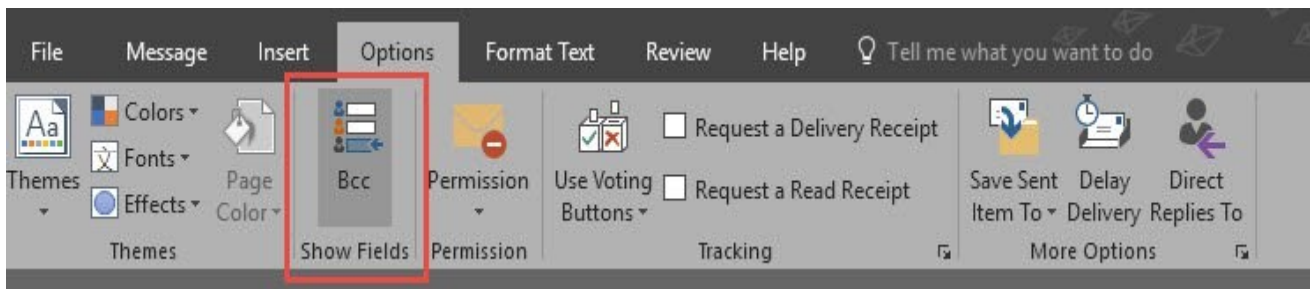 File Message Insert Options Format Text Review Help Tell me what you want to do
Aa
Themes
Colors
Fonts
Effects
Page
Color
Themes
Bcc
Show Fields
Permission
Permission
Use Voting
Buttons
Request a Delivery Receipt
Request a Read Receipt
Tracking
Save Sent
Item To
Delay
Delivery
Direct
Replies To
More Options